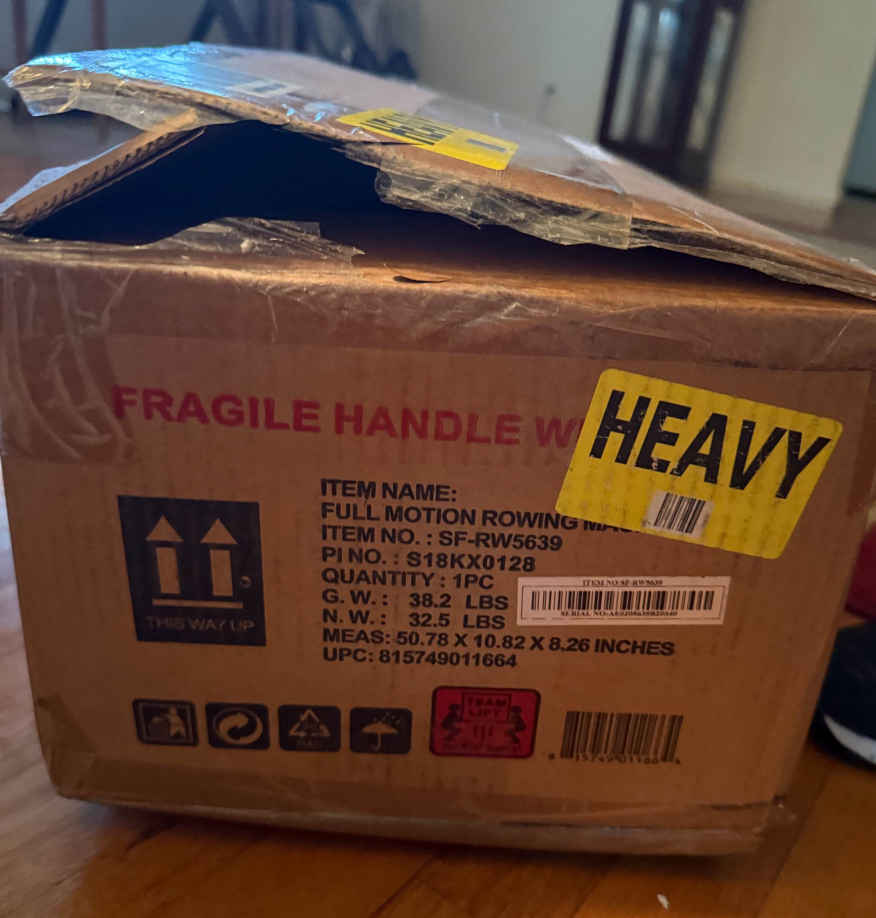 HEAVY
FRAGILE HANDLE
HEAVY
ITEM NAME:
FULL MOTION ROWING
ITEM NO. : SF-RW5639
PI NO. : S18KX0128
QUANTITY : 1PC
G. W. : 38.2 LBS
N. W. : 32.5 LBS
MEAS: 50.78 X 10.82 X 8.26 INCHES
UPC: 815749011664
ITEM NO:SF-RW5639
THIS WAY UP
TEAM
LIFT